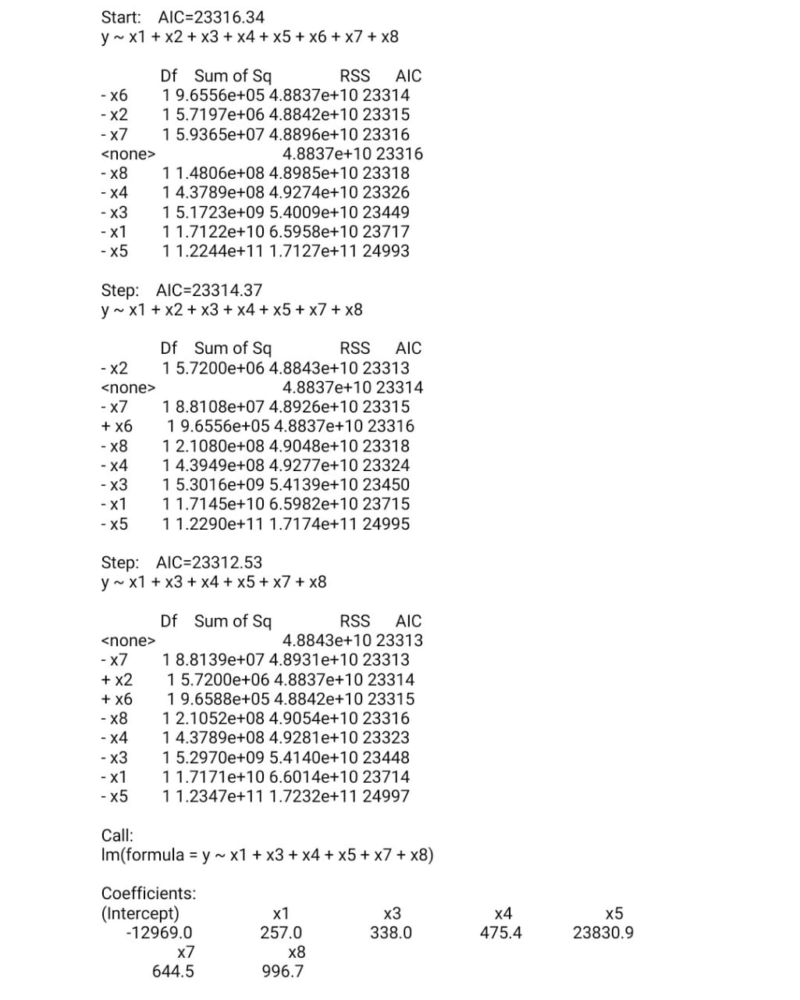 Start: AIC=23316.34
y ~ x1 + x2 + x3 + x4 + x5 + x6 + x7 + x8
Df Sum of Sq RSS AIC
- x6 1 9.6556e+05 4.8837e+10 23314
- x2 1 5.7197e+06 4.8842e+10 23315
- x7 1 5.9365e+07 4.8896e+10 23316
<none> 4.8837e+10 23316
- x8 1 1.4806e+08 4.8985e+10 23318
- x4 1 4.3789e+08 4.9274e+10 23326
- x3 1 5.1723e+09 5.4009e+10 23449
- x1 1 1.7122e+10 6.5958e+10 23717
- x5 1 1.2244e+11 1.7127e+11 24993
Step: AIC=23314.37
y ~ x1 + x2 + x3 + x4 + x5 + x7 + x8
Df Sum of Sq RSS AIC
- x2 1 5.7200e+06 4.8843e+10 23313
<none> 4.8837e+10 23314
- x7 1 8.8108e+07 4.8926e+10 23315
+ x6 1 9.6556e+05 4.8837e+10 23316
- x8 1 2.1080e+08 4.9048e+10 23318
- x4 1 4.3949e+08 4.9277e+10 23324
- x3 1 5.3016e+09 5.4139e+10 23450
- x1 1 1.7145e+10 6.5982e+10 23715
- x5 1 1.2290e+11 1.7174e+11 24995
Step: AIC=23312.53
y ~ x1 + x3 + x4 + x5 + x7 + x8
Df Sum of Sq RSS AIC
<none> 4.8843e+10 23313
- x7 1 8.8139e+07 4.8931e+10 23313
+ x2 1 5.7200e+06 4.8837e+10 23314
+ x6 1 9.6588e+05 4.8842e+10 23315
- x8 1 2.1052e+08 4.9054e+10 23316
- x4 1 4.3789e+08 4.9281e+10 23323
- x3 1 5.2970e+09 5.4140e+10 23448
- x1 1 1.7171e+10 6.6014e+10 23714
- x5 1 1.2347e+11 1.7232e+11 24997
Call:
lm(formula = y ~ x1 + x3 + x4 + x5 + x7 + x8)
Coefficients:
(Intercept) x1 x3 x4 x5
-12969.0 257.0 338.0 475.4 23830.9
x7 x8
644.5 996.7